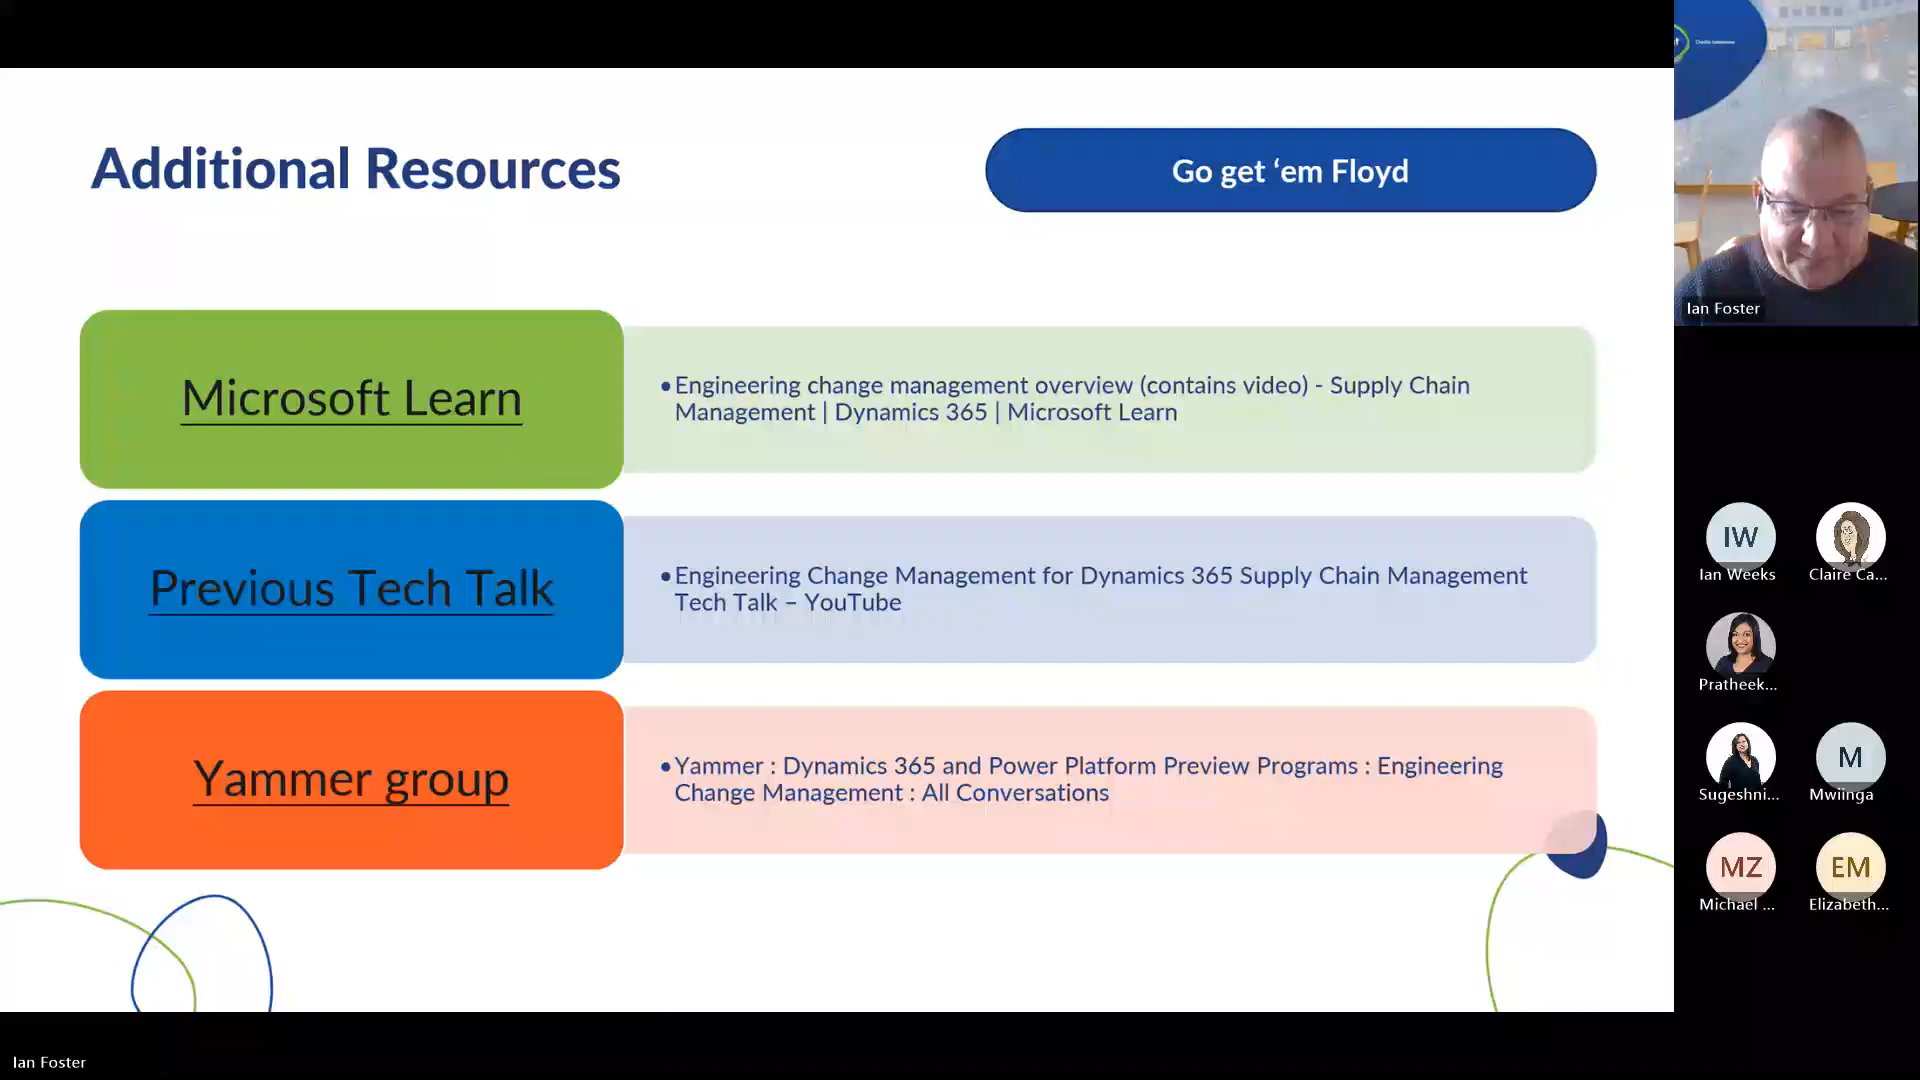 Additional Resources
Go get ‘em Floyd
Microsoft Learn
•Engineering change management overview (contains video) - Supply Chain
Management | Dynamics 365 | Microsoft Learn
Previous Tech Talk
•Engineering Change Management for Dynamics 365 Supply Chain Management
Tech Talk – YouTube
Yammer group
•Yammer : Dynamics 365 and Power Platform Preview Programs : Engineering
Change Management : All Conversations
Ian Foster
IW
Ian Weeks
Claire Ca...
Pratheek...
Sugeshni...
M
Mwiinga
MZ
Michael ...
EM
Elizabeth...
Ian Foster